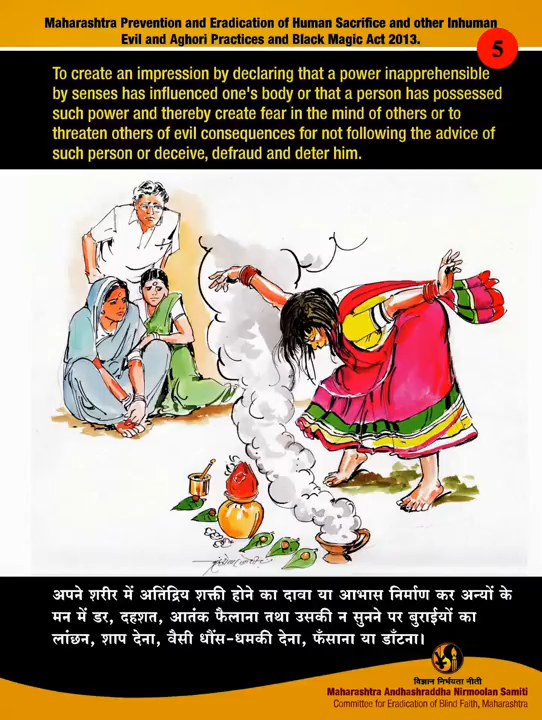 Maharashtra Prevention and Eradication of Human Sacrifice and other Inhuman
Evil and Aghori Practices and Black Magic Act 2013.
5
To create an impression by declaring that a power inapprehensible
by senses has influenced one's body or that a person has possessed
such power and thereby create fear in the mind of others or to
threaten others of evil consequences for not following the advice of
such person or deceive, defraud and deter him.
अपने शरीर में अतिंद्रिय शक्ती होने का दावा या आभास निर्माण कर अन्यों के
मन में डर, दहशत, आतंक फैलाना तथा उसकी न सुनने पर बुराईयों का
लांछन, शाप देना, वैसी धौंस-धमकी देना, फँसाना या डाँटना।
विज्ञान निर्भयता नीती
Maharashtra Andhashraddha Nirmoolan Samiti
Committee for Eradication of Blind Faith, Maharashtra